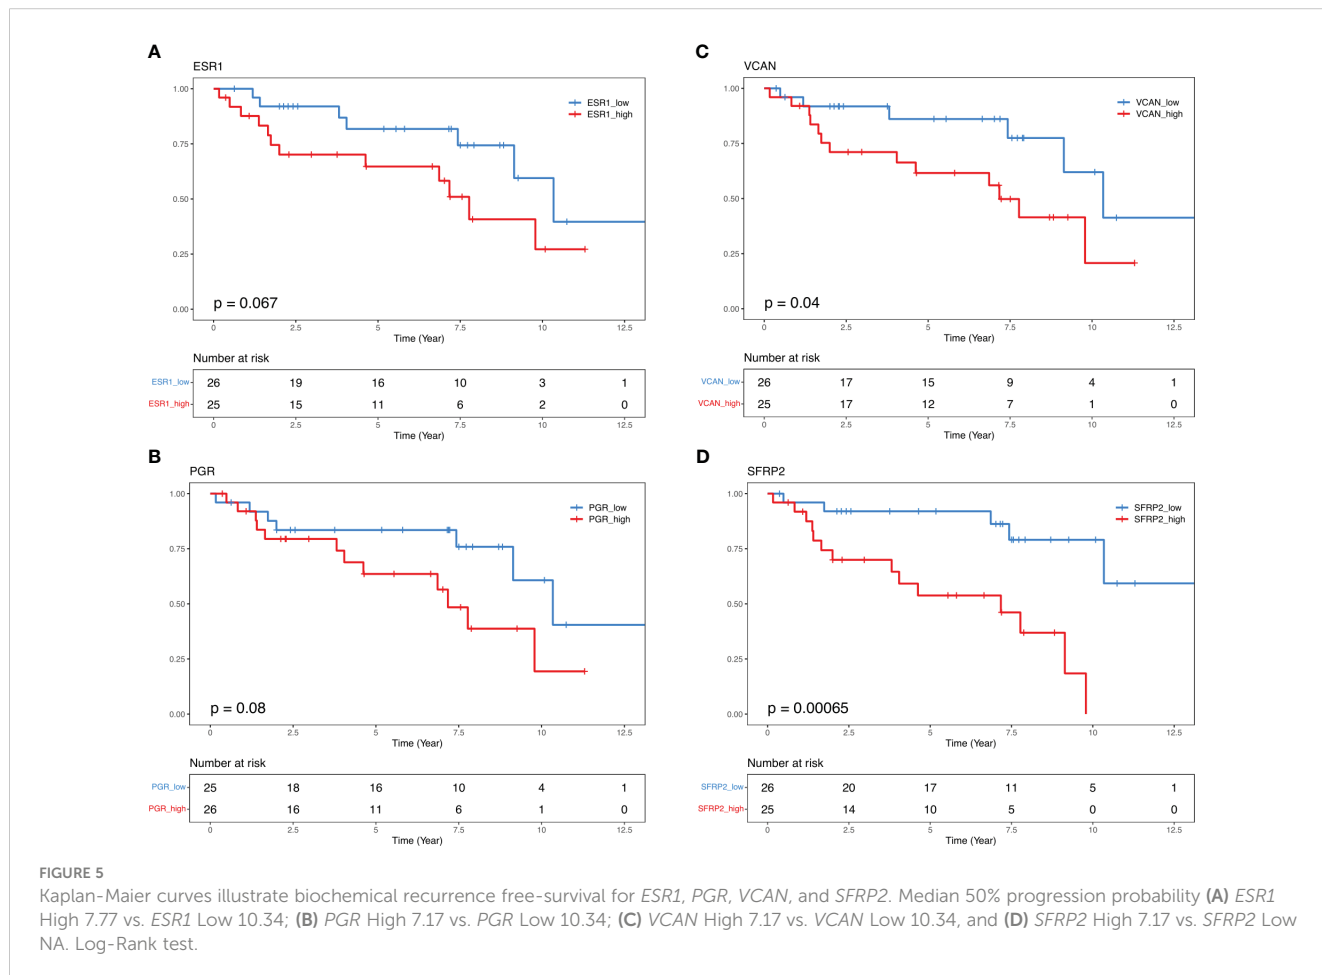 A
ESR1
1.00
0.75
0.50
0.25
0.00
ESR1_low
ESR1_high
p = 0.067
0 2.5 5 7.5 10 12.5
Time (Year)
Number at risk
ESR1_low 26 19 16 10 3 1
ESR1_high 25 15 11 6 2 0
0 2.5 5 7.5 10 12.5
Time (Year)
B
PGR
1.00
0.75
0.50
0.25
0.00
PGR_low
PGR_high
p = 0.08
0 2.5 5 7.5 10 12.5
Time (Year)
Number at risk
PGR_low 25 18 16 10 4 1
PGR_high 26 16 11 6 1 0
0 2.5 5 7.5 10 12.5
Time (Year)
C
VCAN
1.00
0.75
0.50
0.25
0.00
VCAN_low
VCAN_high
p = 0.04
0 2.5 5 7.5 10 12.5
Time (Year)
Number at risk
VCAN_low 26 17 15 9 4 1
VCAN_high 25 17 12 7 1 0
0 2.5 5 7.5 10 12.5
Time (Year)
D
SFRP2
1.00
0.75
0.50
0.25
0.00
SFRP2_low
SFRP2_high
p = 0.00065
0 2.5 5 7.5 10 12.5
Time (Year)
Number at risk
SFRP2_low 26 20 17 11 5 1
SFRP2_high 25 14 10 5 0 0
0 2.5 5 7.5 10 12.5
Time (Year)
FIGURE 5
Kaplan-Maier curves illustrate biochemical recurrence free-survival for ESR1, PGR, VCAN, and SFRP2. Median 50% progression probability (A) ESR1
High 7.77 vs. ESR1 Low 10.34; (B) PGR High 7.17 vs. PGR Low 10.34; (C) VCAN High 7.17 vs. VCAN Low 10.34, and (D) SFRP2 High 7.17 vs. SFRP2 Low
NA. Log-Rank test.